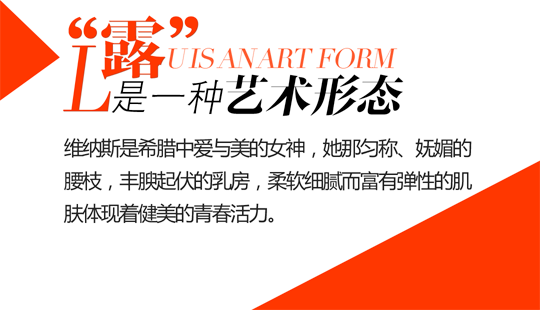 “露”
LU IS AN ART FORM
是一种艺术形态
维纳斯是希腊中爱与美的女神，她那匀称、妩媚的
腰枝，丰腴起伏的乳房，柔软细腻而富有弹性的肌
肤体现着健美的青春活力。